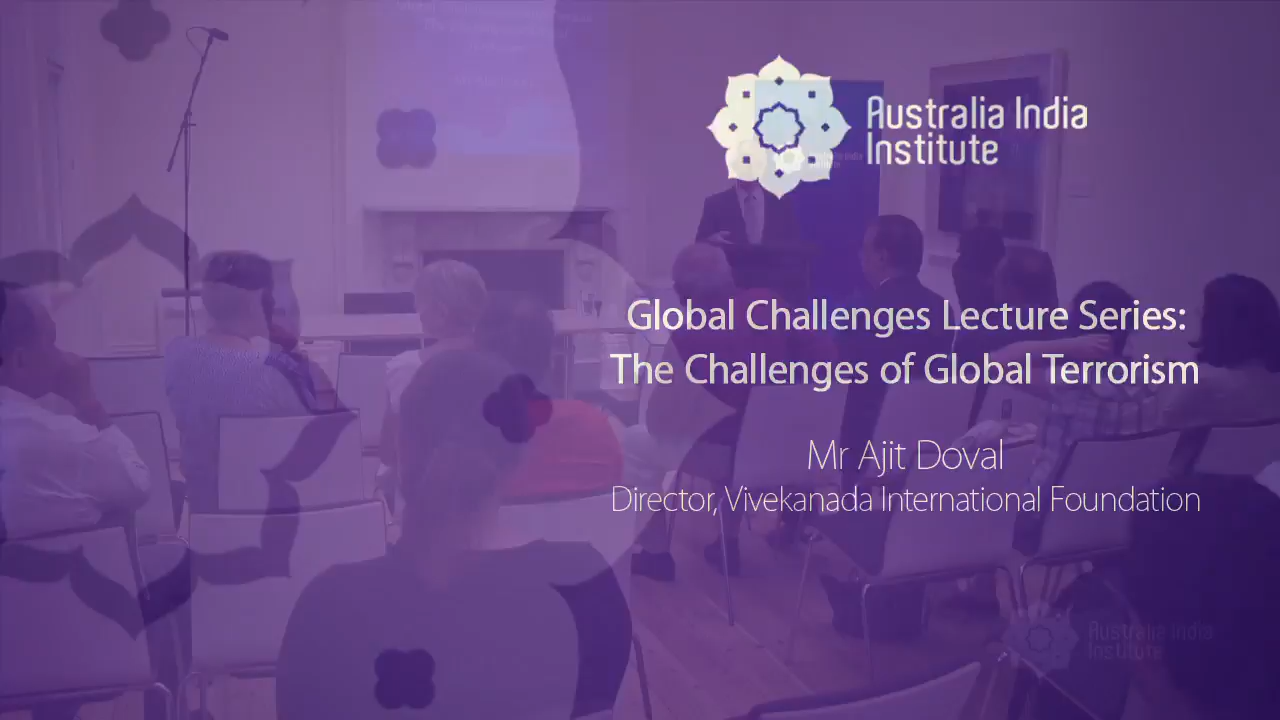 Australia India
Institute
Global Challenges Lecture Series:
The Challenges of Global Terrorism
Mr Ajit Doval
Director, Vivekanada International Foundation
Australia India
Institute